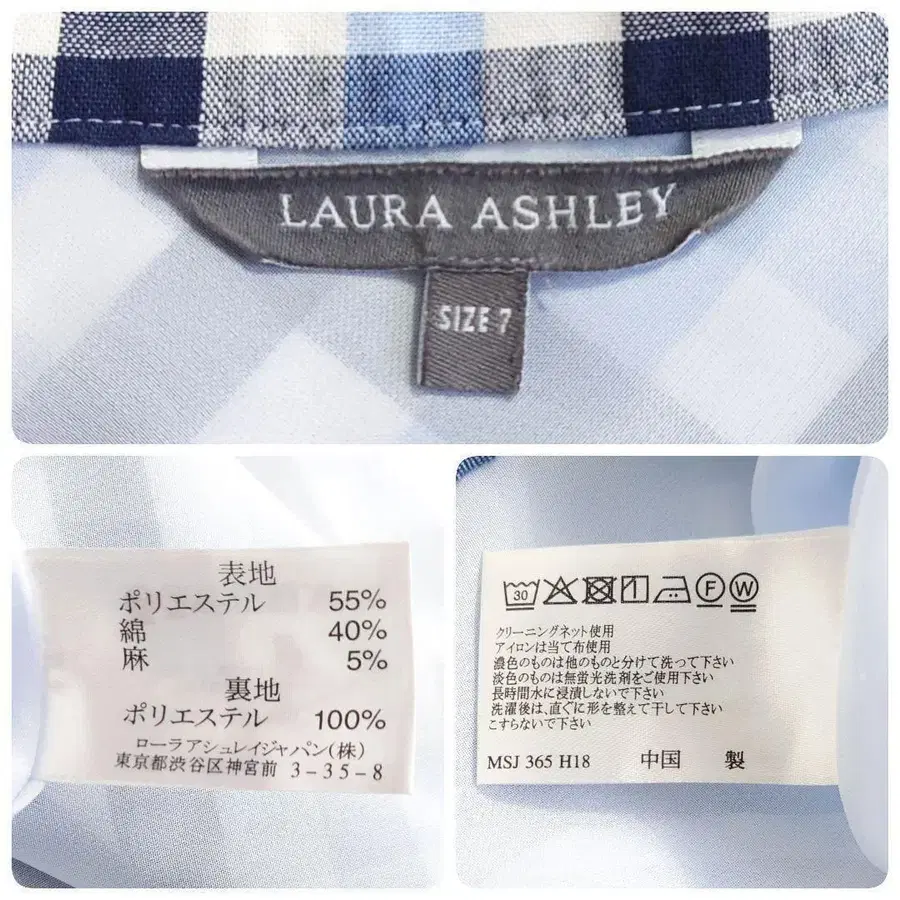 LAURA ASHLEY
SIZE 7
表地
ポリエステル 55%
綿 40%
麻 5%
裏地
ポリエステル 100%
ローラアシュレイジャパン(株)
東京都渋谷区神宮前 3-35-8
30 F W
クリーニングネット使用
アイロンは当て布使用
濃色のものは他のものと分けて洗って下さい
淡色のものは無蛍光洗剤をご使用下さい
長時間水に浸漬しないで下さい
洗濯後は、直ぐに形を整えて干して下さい
こすらないで下さい
MSJ 365 H18 中国 製